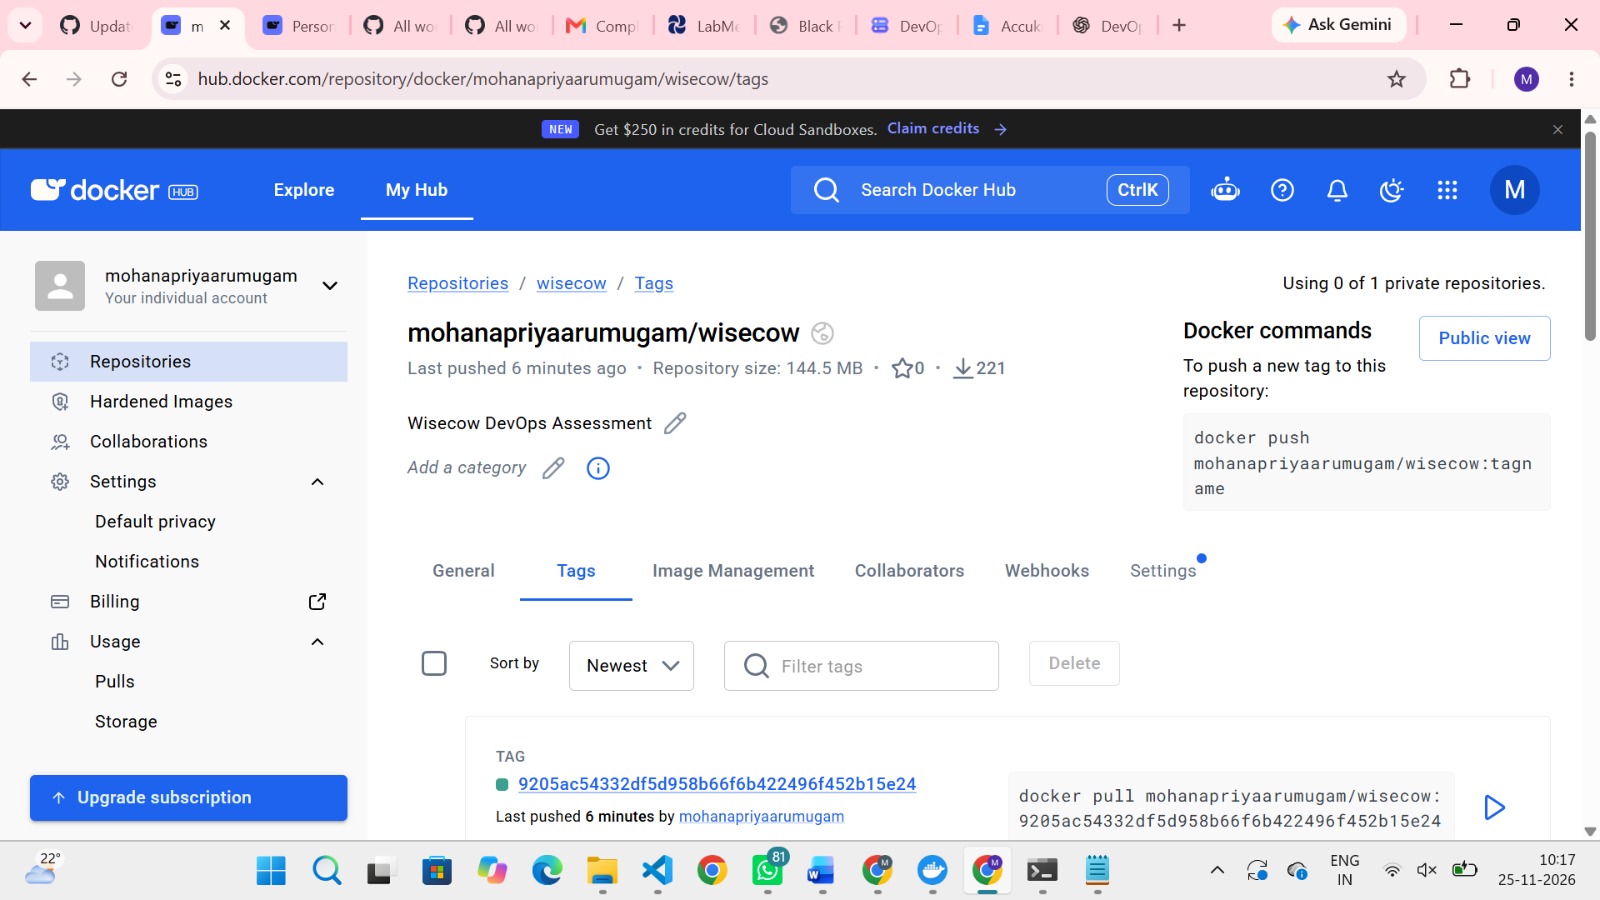 Updat
m
Person
All wo
All wo
Compl
LabMe
Black F
DevOp
Accuk
DevOp
Ask Gemini
hub.docker.com/repository/docker/mohanapriyaarumugam/wisecow/tags
M
NEW Get $250 in credits for Cloud Sandboxes. Claim credits →
docker HUB
Explore
My Hub
Search Docker Hub
CtrlK
M
mohanapriyaarumugam
Your individual account
Repositories
Hardened Images
Collaborations
Settings
Default privacy
Notifications
Billing
Usage
Pulls
Storage
Upgrade subscription
Repositories / wisecow / Tags
Using 0 of 1 private repositories.
mohanapriyaarumugam/wisecow
Last pushed 6 minutes ago • Repository size: 144.5 MB • 0 • 221
Wisecow DevOps Assessment
Add a category
Docker commands
Public view
To push a new tag to this
repository:
docker push
mohanapriyaarumugam/wisecow:tagn
ame
General
Tags
Image Management
Collaborators
Webhooks
Settings
Sort by
Newest
Filter tags
Delete
TAG
9205ac54332df5d958b66f6b422496f452b15e24
Last pushed 6 minutes by mohanapriyaarumugam
docker pull mohanapriyaarumugam/wisecow:
9205ac54332df5d958b66f6b422496f452b15e24
22°
81
M
M
ENG
IN
10:17
25-11-2026